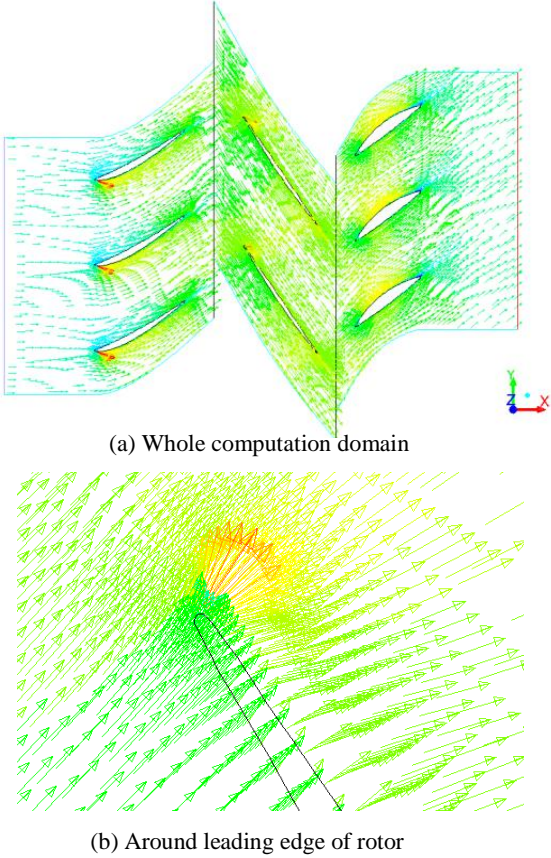 Y
Z X
(a) Whole computation domain
(b) Around leading edge of rotor